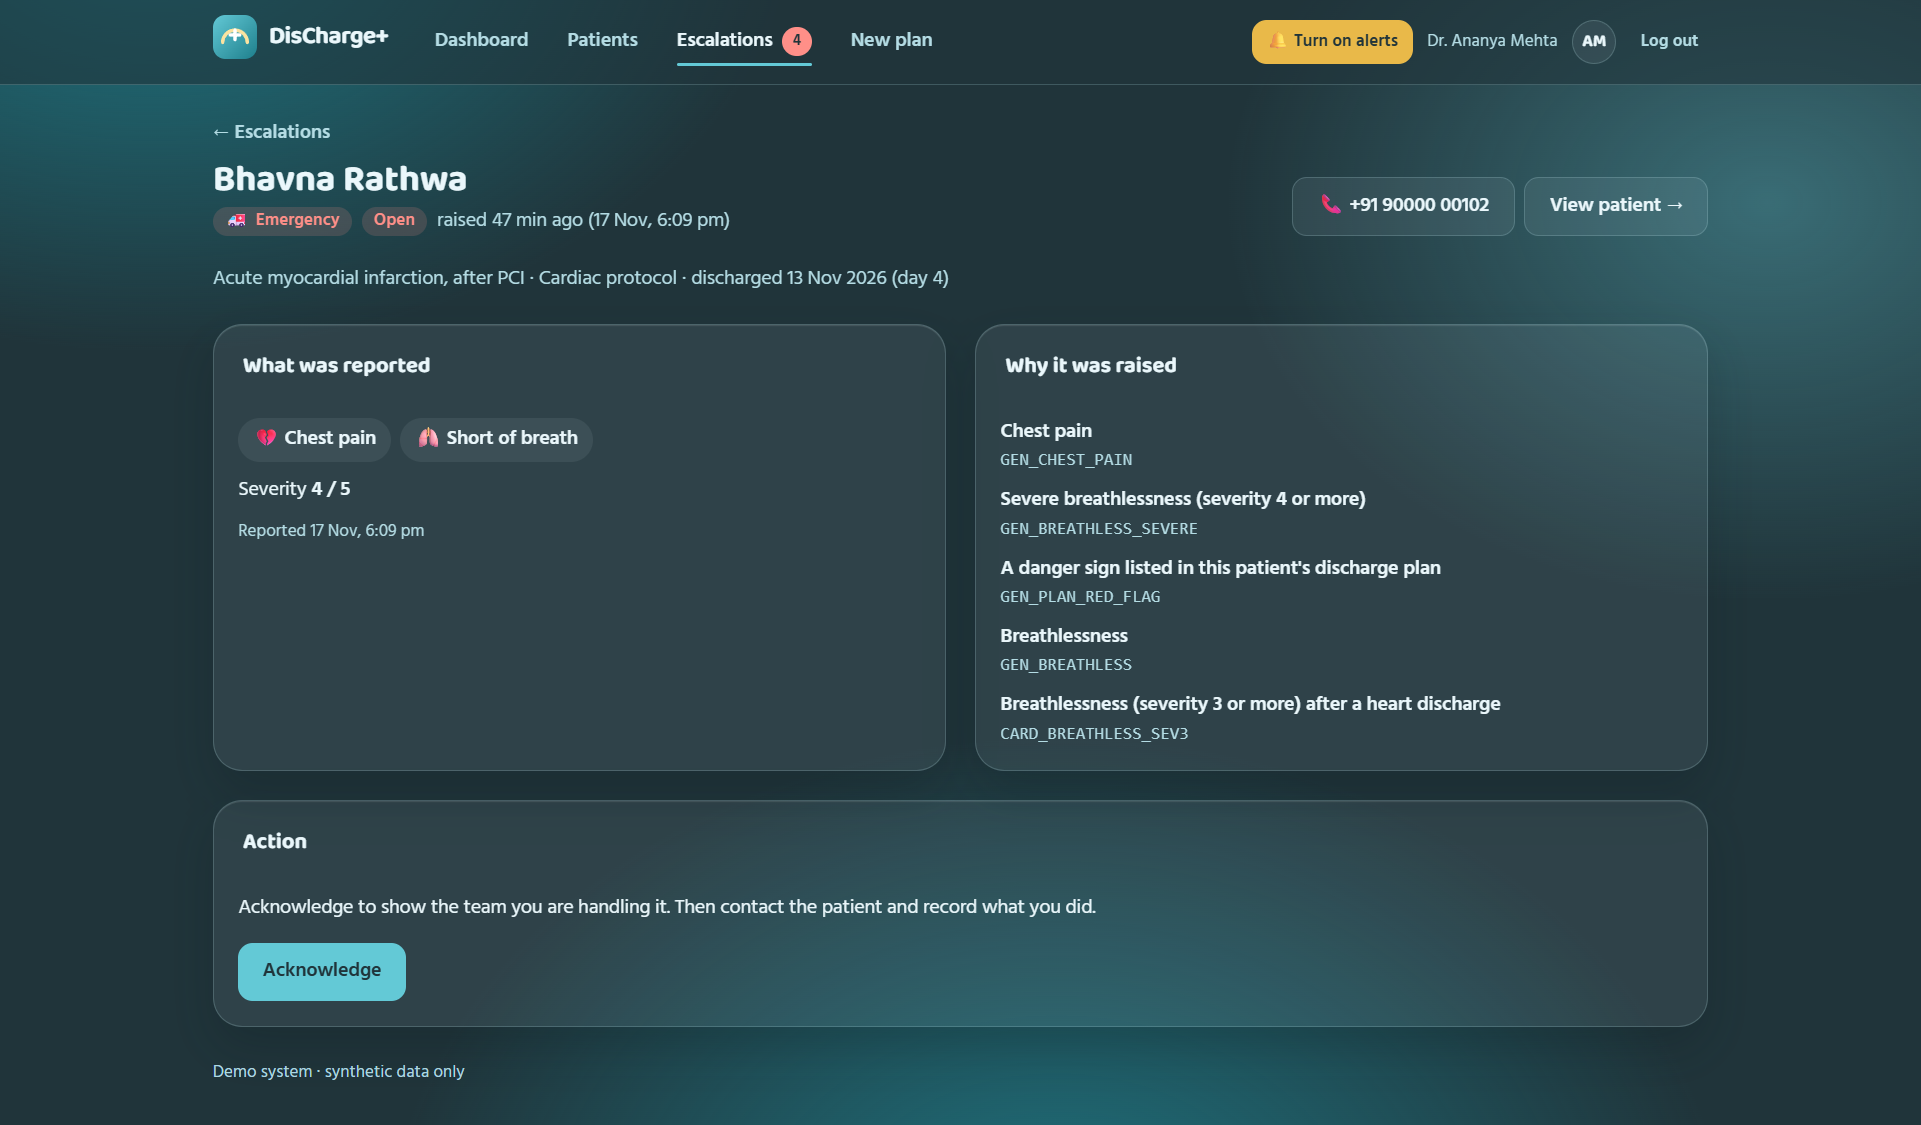 DisCharge+
Dashboard
Patients
Escalations 4
New plan
Turn on alerts
Dr. Ananya Mehta
AM
Log out
← Escalations
Bhavna Rathwa
Emergency
Open
raised 47 min ago (17 Nov, 6:09 pm)
+91 90000 00102
View patient →
Acute myocardial infarction, after PCI · Cardiac protocol · discharged 13 Nov 2026 (day 4)
What was reported
Chest pain
Short of breath
Severity 4 / 5
Reported 17 Nov, 6:09 pm
Why it was raised
Chest pain
GEN_CHEST_PAIN
Severe breathlessness (severity 4 or more)
GEN_BREATHLESS_SEVERE
A danger sign listed in this patient's discharge plan
GEN_PLAN_RED_FLAG
Breathlessness
GEN_BREATHLESS
Breathlessness (severity 3 or more) after a heart discharge
CARD_BREATHLESS_SEV3
Action
Acknowledge to show the team you are handling it. Then contact the patient and record what you did.
Acknowledge
Demo system · synthetic data only